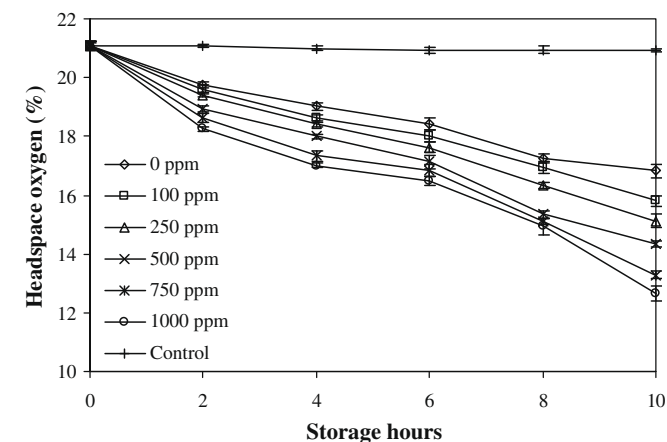 22
20
18
16
14
12
10
Headspace oxygen (%)
0 ppm
100 ppm
250 ppm
500 ppm
750 ppm
1000 ppm
Control
0 2 4 6 8 10
Storage hours